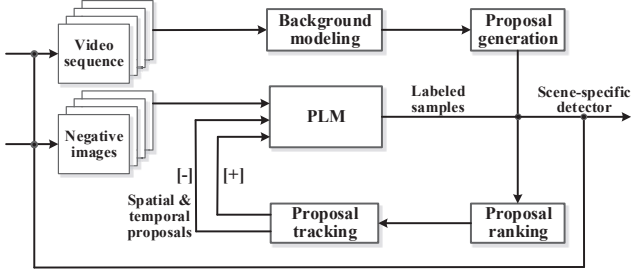 Video
sequence
Background
modeling
Proposal
generation
Negative
images
PLM
Labeled
samples
Scene-specific
detector
[-]
[+]
Spatial &
temporal
proposals
Proposal
tracking
Proposal
ranking